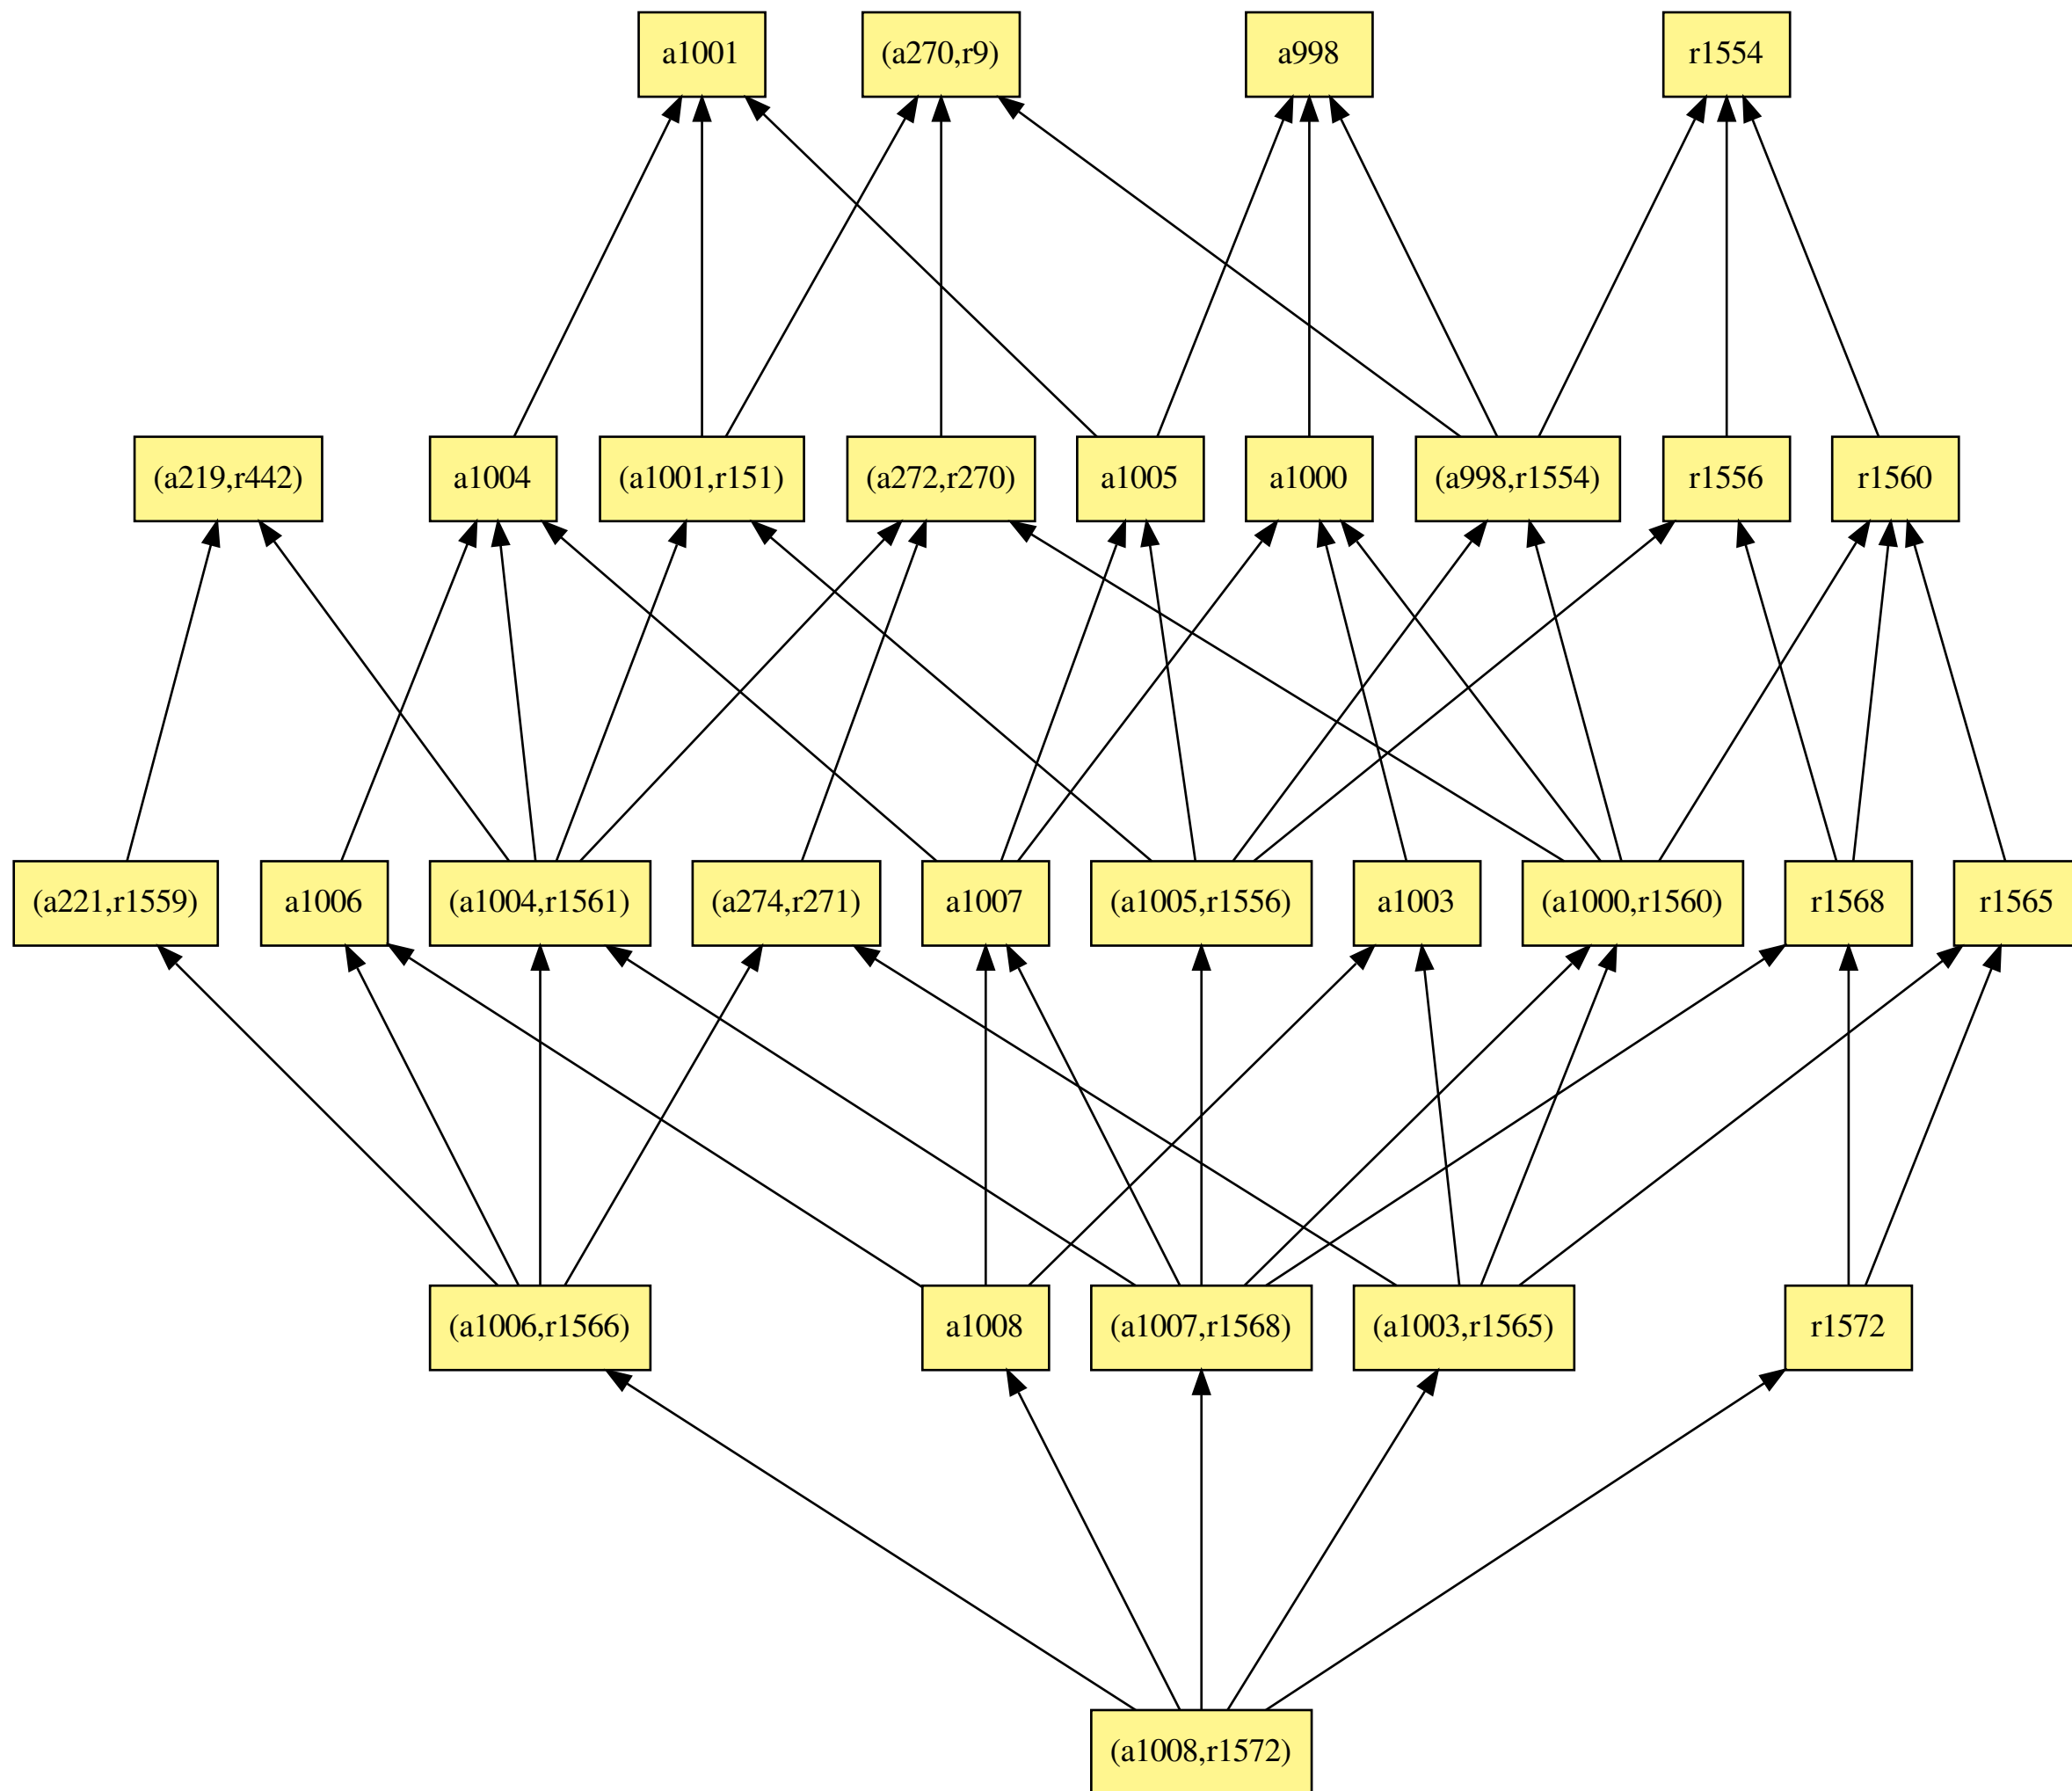 a1001
(a270,r9)
a998
r1554
(a219,r442)
a1004
(a1001,r151)
(a272,r270)
a1005
a1000
(a998,r1554)
r1556
r1560
(a221,r1559)
a1006
(a1004,r1561)
(a274,r271)
a1007
(a1005,r1556)
a1003
(a1000,r1560)
r1568
r1565
(a1006,r1566)
a1008
(a1007,r1568)
(a1003,r1565)
r1572
(a1008,r1572)